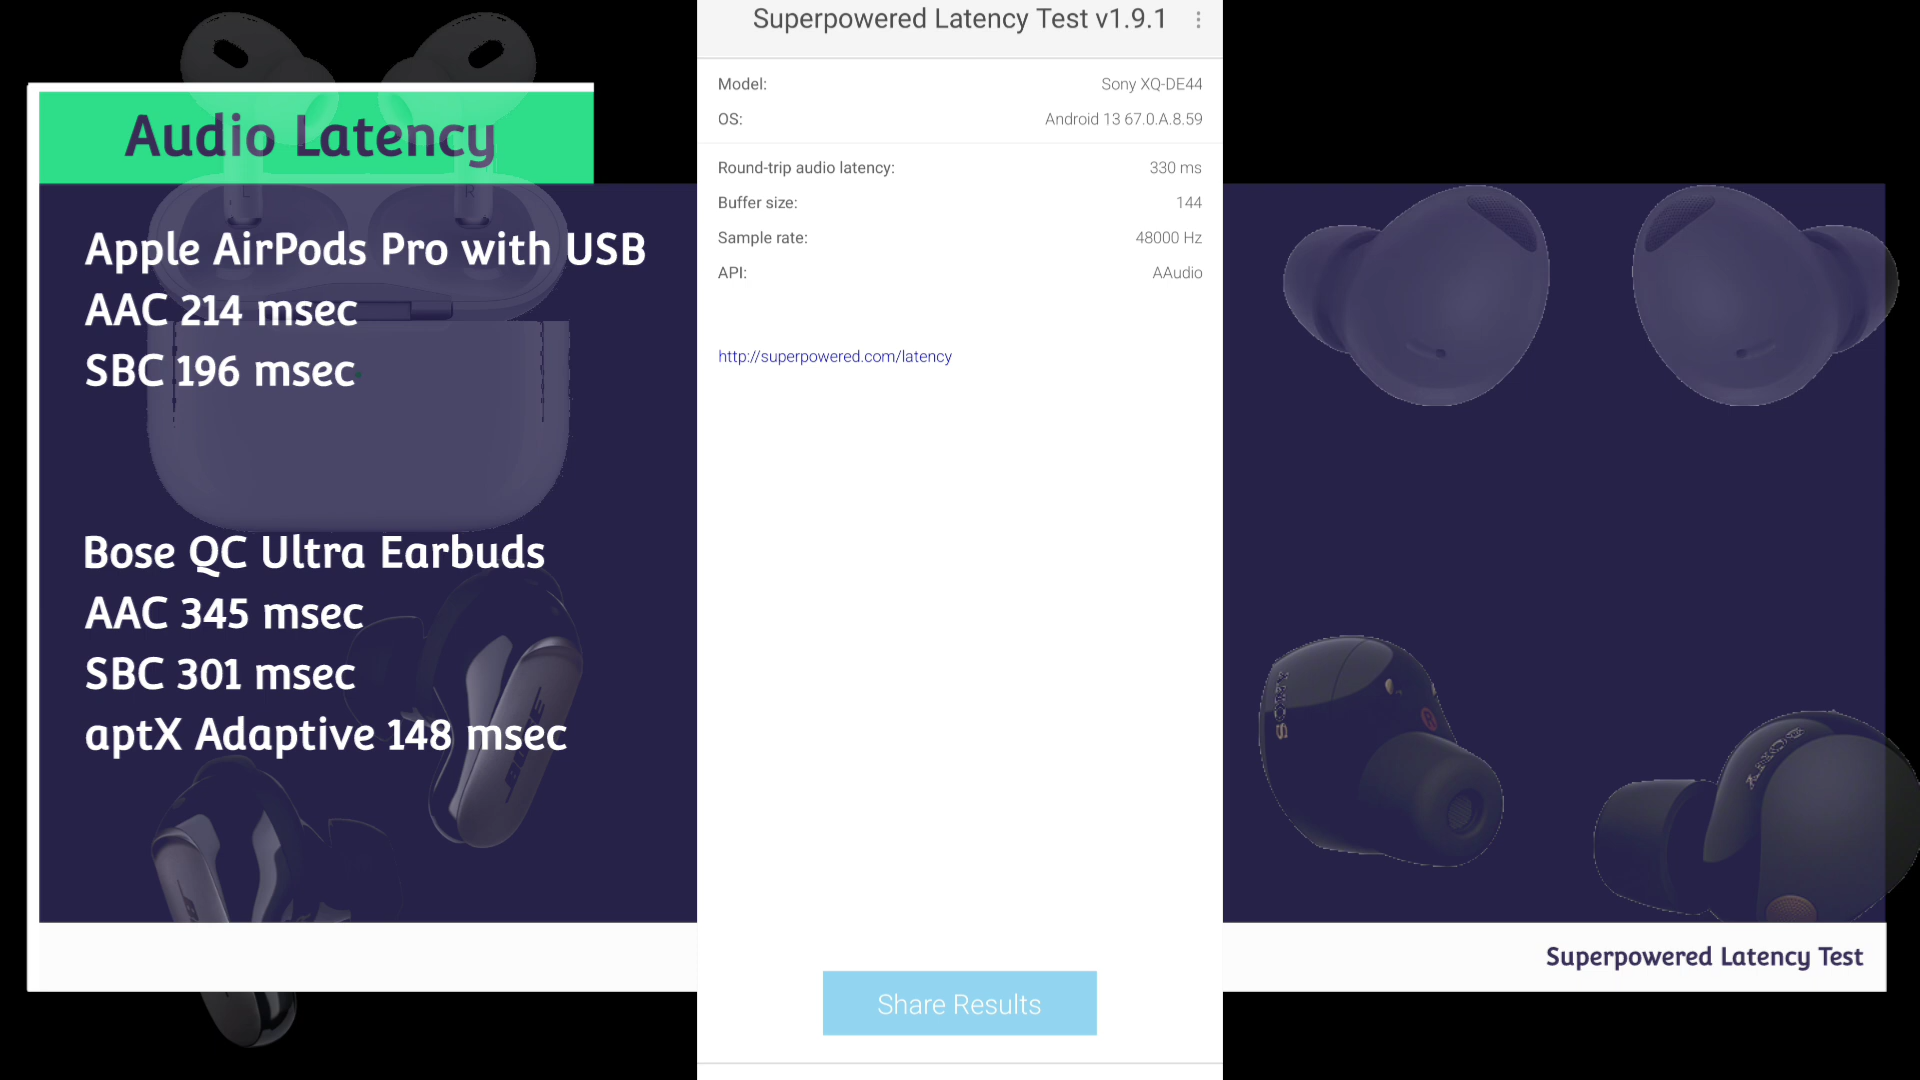 Superpowered Latency Test v1.9.1
Audio Latency
Apple AirPods Pro with USB
AAC 214 msec
SBC 196 msec
Bose QC Ultra Earbuds
AAC 345 msec
SBC 301 msec
aptX Adaptive 148 msec
Model: Sony XQ-DE44
OS: Android 13 67.0.A.8.59
Round-trip audio latency: 330 ms
Buffer size: 144
Sample rate: 48000 Hz
API: AAudio
http://superpowered.com/latency
Share Results
L
R
BOSE
SONY
R
SONY
Superpowered Latency Test